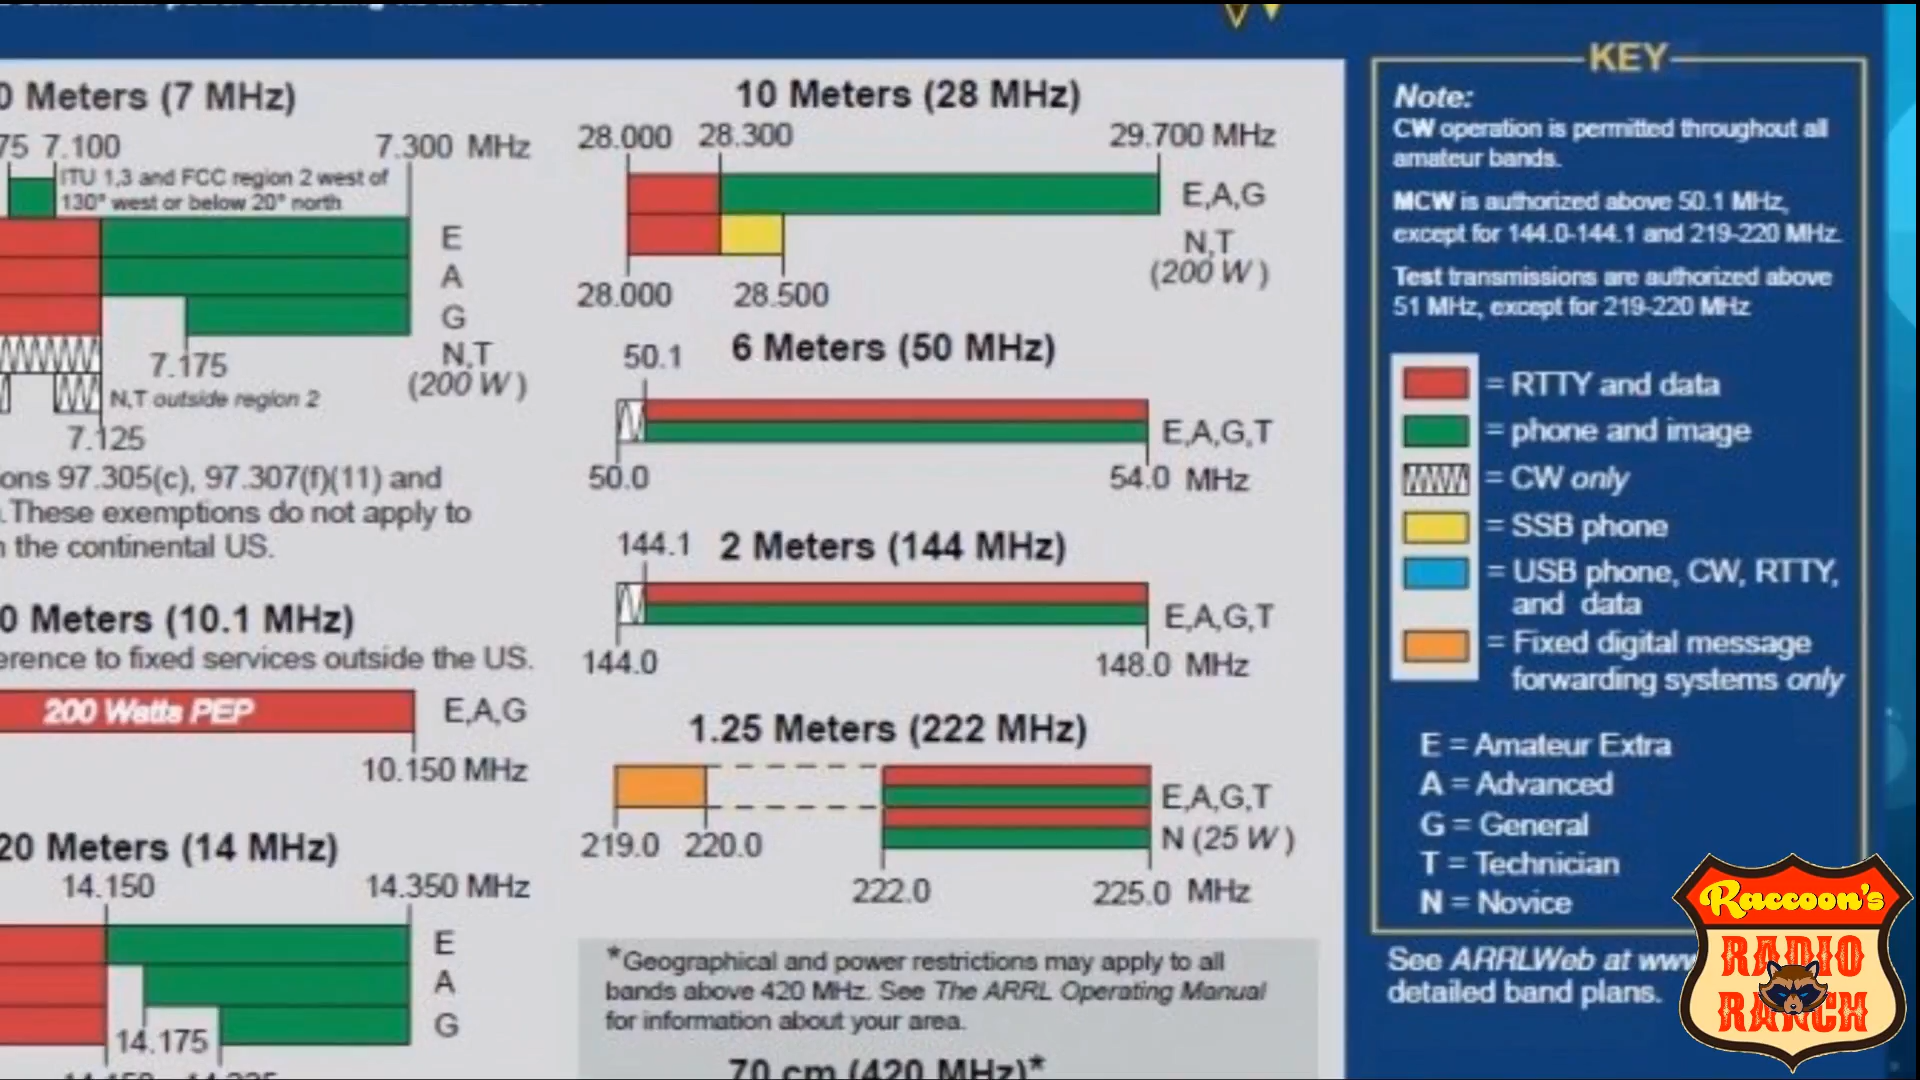 0 Meters (7 MHz)
75 7.100 7.300 MHz
ITU 1,3 and FCC region 2 west of
130° west or below 20° north
E
A
G
N,T
(200 W)
7.175
N,T outside region 2
7.125
ons 97.305(c), 97.307(f)(11) and
.These exemptions do not apply to
the continental US.
0 Meters (10.1 MHz)
erence to fixed services outside the US.
200 Watts PEP
E,A,G
10.150 MHz
20 Meters (14 MHz)
14.150 14.350 MHz
E
A
G
14.175
10 Meters (28 MHz)
28.000 28.300 29.700 MHz
E,A,G
N,T
(200 W)
28.000 28.500
50.1 6 Meters (50 MHz)
E,A,G,T
50.0 54.0 MHz
144.1 2 Meters (144 MHz)
E,A,G,T
144.0 148.0 MHz
1.25 Meters (222 MHz)
E,A,G,T
N (25 W)
219.0 220.0
222.0 225.0 MHz
*Geographical and power restrictions may apply to all
bands above 420 MHz. See The ARRL Operating Manual
for information about your area.
70 cm (420 MHz)*
KEY
Note:
CW operation is permitted throughout all
amateur bands.
MCW is authorized above 50.1 MHz,
except for 144.0-144.1 and 219-220 MHz.
Test transmissions are authorized above
51 MHz, except for 219-220 MHz
= RTTY and data
= phone and image
= CW only
= SSB phone
= USB phone, CW, RTTY,
and data
= Fixed digital message
forwarding systems only
E = Amateur Extra
A = Advanced
G = General
T = Technician
N = Novice
See ARRLWeb at www
detailed band plans.
Raccoon's
RADIO
RANCH